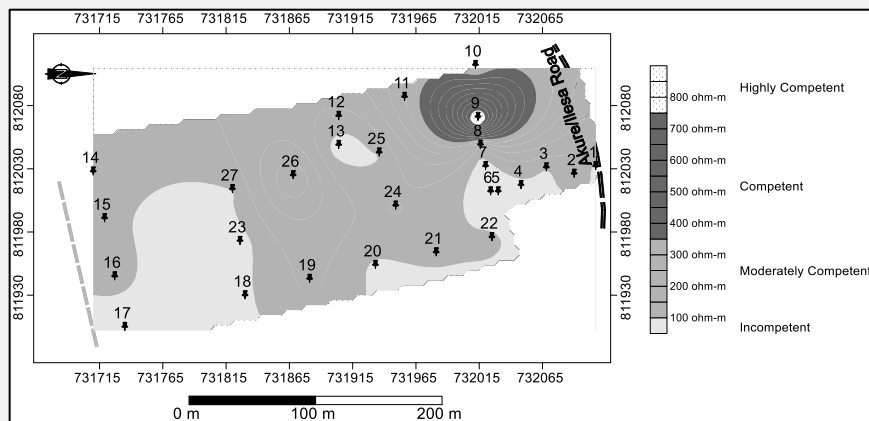 731715 731765 731815 731865 731915 731965 732015 732065
N
10
Akure/Ilesa Road
11
9
12
8
13
25
7
3
2
1
14
26
27
4
6
5
24
15
23
22
21
20
16
19
18
17
812080
812030
811980
811930
812080
812030
811980
811930
Highly Competent
800 ohm-m
700 ohm-m
600 ohm-m
Competent
500 ohm-m
400 ohm-m
300 ohm-m
Moderately Competent
200 ohm-m
100 ohm-m
Incompetent
731715 731765 731815 731865 731915 731965 732015 732065
0 m 100 m 200 m